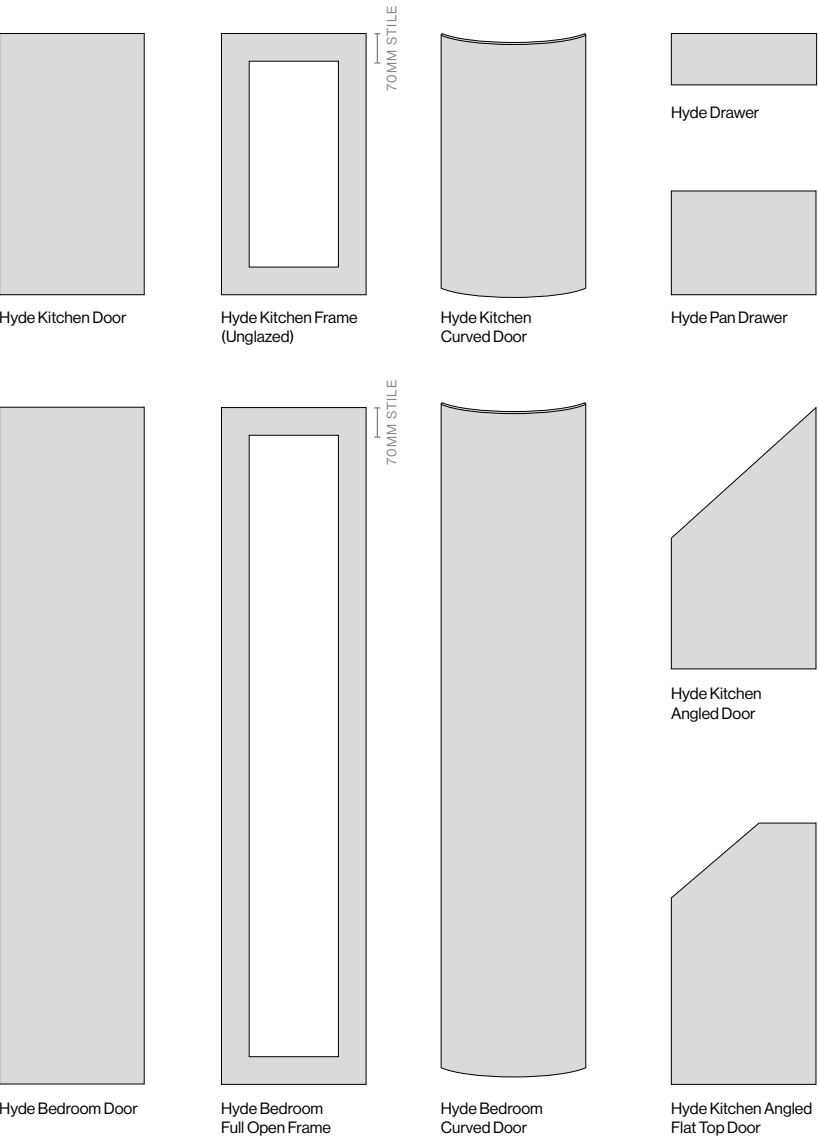 70MM STILE
Hyde Drawer
Hyde Kitchen Door
Hyde Kitchen Frame
(Unglazed)
Hyde Kitchen
Curved Door
Hyde Pan Drawer
70MM STILE
Hyde Kitchen
Angled Door
Hyde Bedroom Door
Hyde Bedroom
Full Open Frame
Hyde Bedroom
Curved Door
Hyde Kitchen Angled
Flat Top Door